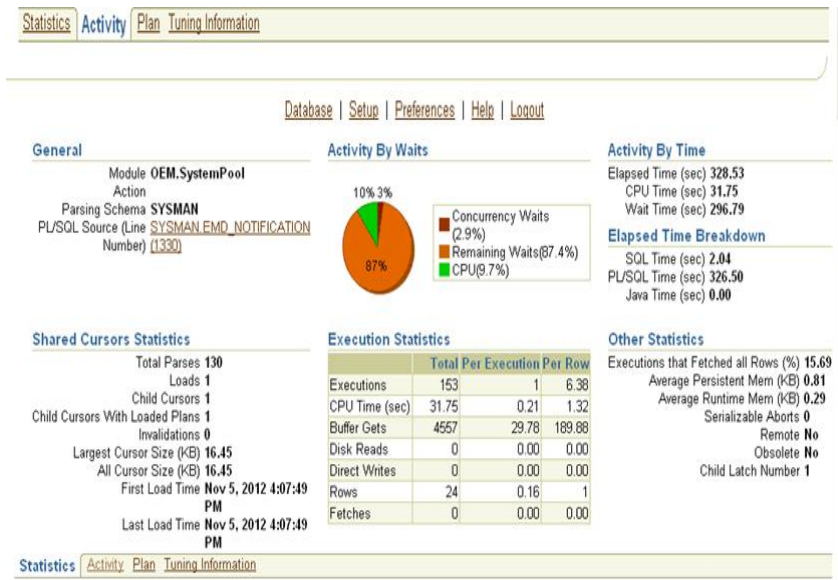 Statistics Activity Plan Tuning Information
Database | Setup | Preferences | Help | Logout
General
Module OEM.SystemPool
Action
Parsing Schema SYSMAN
PL/SQL Source (Line SYSMAN.EMD_NOTIFICATION
Number) (1330)
Activity By Waits
10% 3%
87%
Concurrency Waits
(2.9%)
Remaining Waits(87.4%)
CPU(9.7%)
Activity By Time
Elapsed Time (sec) 328.53
CPU Time (sec) 31.75
Wait Time (sec) 296.79
Elapsed Time Breakdown
SQL Time (sec) 2.04
PL/SQL Time (sec) 326.50
Java Time (sec) 0.00
Shared Cursors Statistics
Total Parses 130
Loads 1
Child Cursors 1
Child Cursors With Loaded Plans 1
Invalidations 0
Largest Cursor Size (KB) 16.45
All Cursor Size (KB) 16.45
First Load Time Nov 5, 2012 4:07:49
PM
Last Load Time Nov 5, 2012 4:07:49
PM
Execution Statistics
Total Per Execution Per Row
Executions 153 1 6.38
CPU Time (sec) 31.75 0.21 1.32
Buffer Gets 4557 29.78 189.88
Disk Reads 0 0.00 0.00
Direct Writes 0 0.00 0.00
Rows 24 0.16 1
Fetches 0 0.00 0.00
Other Statistics
Executions that Fetched all Rows (%) 15.69
Average Persistent Mem (KB) 0.81
Average Runtime Mem (KB) 0.29
Serializable Aborts 0
Remote No
Obsolete No
Child Latch Number 1
Statistics Activity Plan Tuning Information